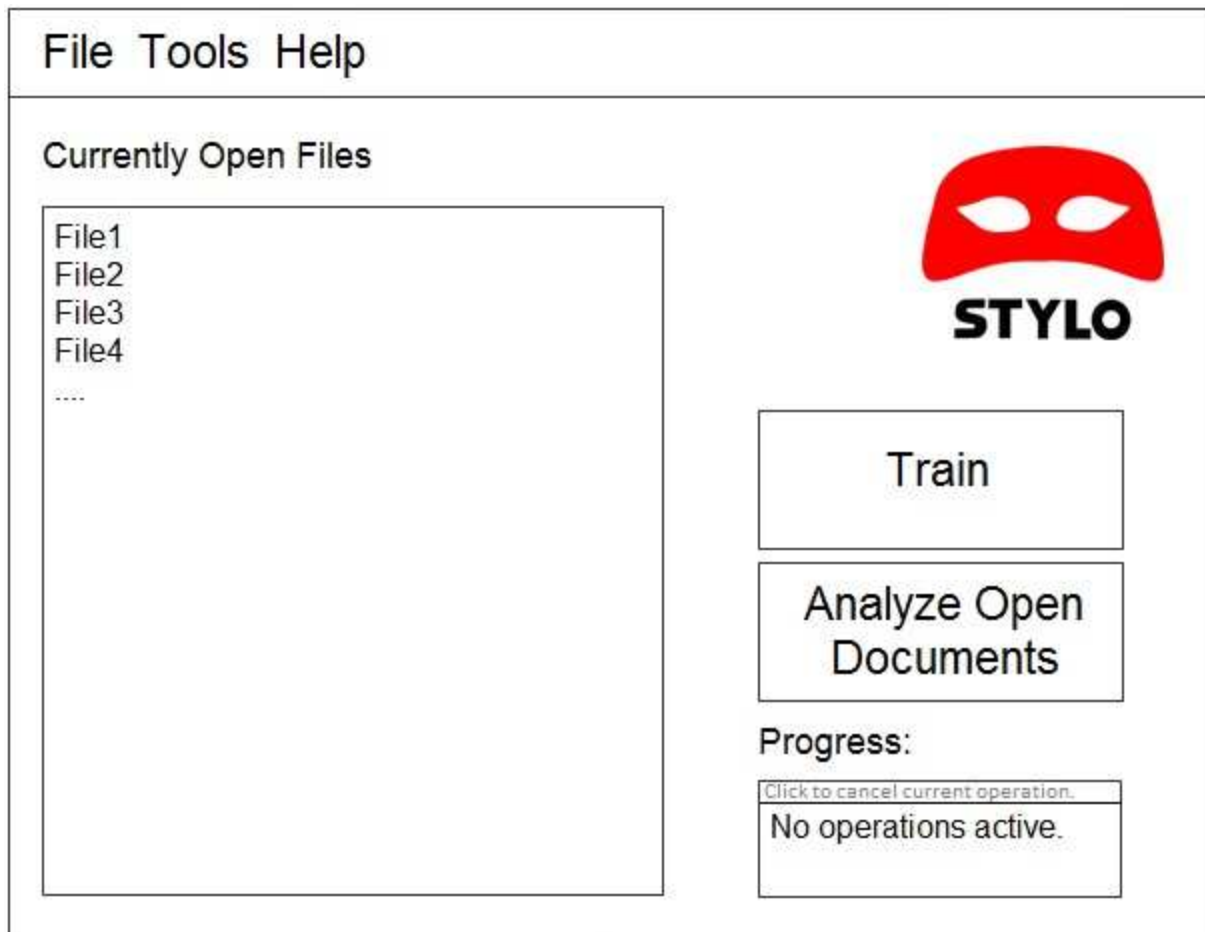 File Tools Help
Currently Open Files
File1
File2
File3
File4
....
STYLO
Train
Analyze Open
Documents
Progress:
Click to cancel current operation.
No operations active.